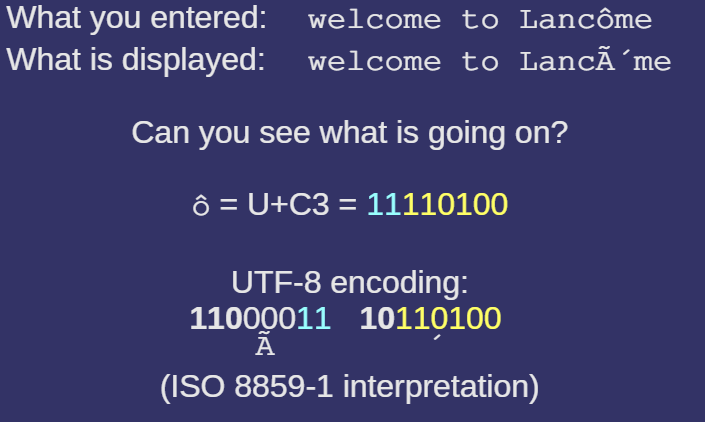 What you entered: welcome to Lancôme
What is displayed: welcome to LancÃ´me
Can you see what is going on?
ô = U+C3 = 11110100
UTF-8 encoding:
11000011 10110100
Ã ´
(ISO 8859-1 interpretation)